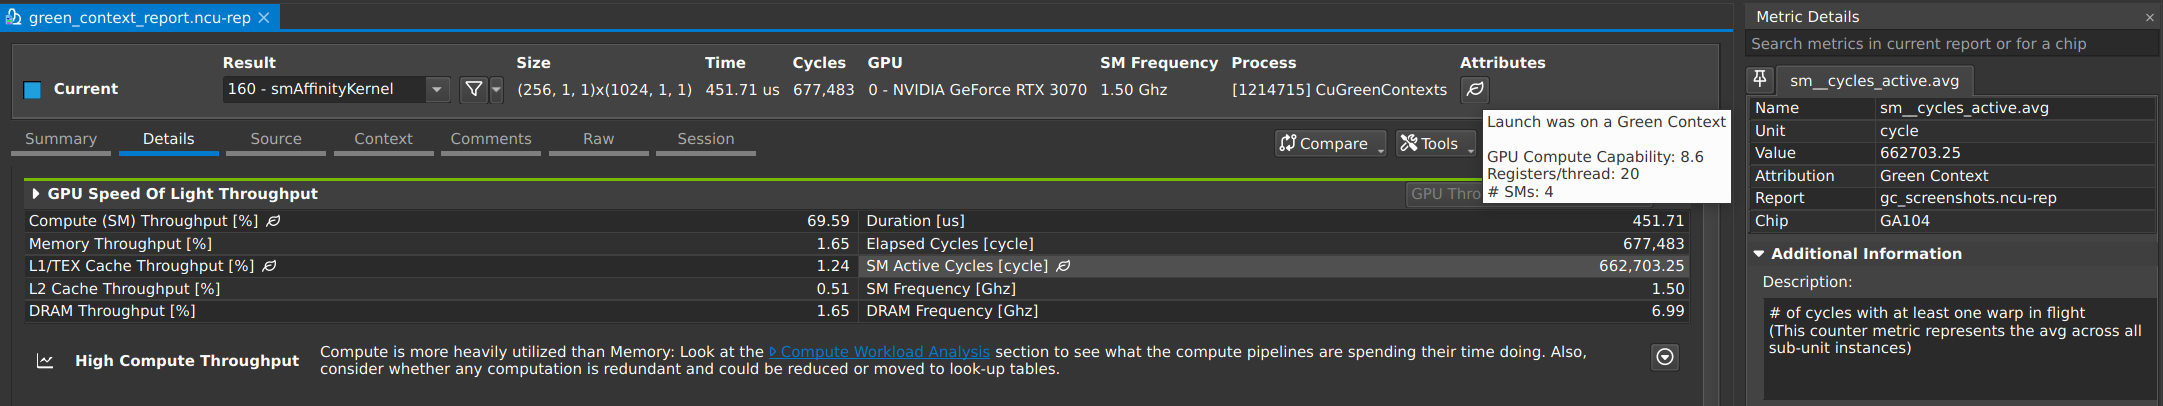 green_context_report.ncu-rep
Result Size Time Cycles GPU SM Frequency Process Attributes
Current 160 - smAffinityKernel (256, 1, 1)x(1024, 1, 1) 451.71 us 677,483 0 - NVIDIA GeForce RTX 3070 1.50 Ghz [1214715] CuGreenContexts
Launch was on a Green Context
GPU Compute Capability: 8.6
Registers/thread: 20
# SMs: 4
Summary Details Source Context Comments Raw Session Compare Tools
GPU Speed Of Light Throughput GPU Thro
Compute (SM) Throughput [%] 69.59 Duration [us] 451.71
Memory Throughput [%] 1.65 Elapsed Cycles [cycle] 677,483
L1/TEX Cache Throughput [%] 1.24 SM Active Cycles [cycle] 662,703.25
L2 Cache Throughput [%] 0.51 SM Frequency [Ghz] 1.50
DRAM Throughput [%] 1.65 DRAM Frequency [Ghz] 6.99
High Compute Throughput
Compute is more heavily utilized than Memory: Look at the Compute Workload Analysis section to see what the compute pipelines are spending their time doing. Also,
consider whether any computation is redundant and could be reduced or moved to look-up tables.
Metric Details
Search metrics in current report or for a chip
sm__cycles_active.avg
Name sm__cycles_active.avg
Unit cycle
Value 662703.25
Attribution Green Context
Report gc_screenshots.ncu-rep
Chip GA104
Additional Information
Description:
# of cycles with at least one warp in flight
(This counter metric represents the avg across all
sub-unit instances)